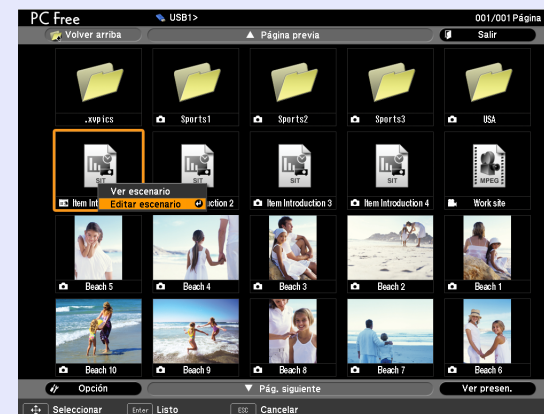 PC Free USB1> 001/001 Página
Volver arriba Página previa Salir
.xvpics Sports1 Sports2 Sports3 USA
SIT SIT SIT SIT MPEG
Ver escenario
Item Int Editar escenario uction 2 Item Introduction 3 Item Introduction 4 Work site
Beach 5 Beach 4 Beach 3 Beach 2 Beach 1
Beach 10 Beach 9 Beach 8 Beach 7 Beach 6
Opción Pág. siguiente Ver presen.
Seleccionar Enter Listo ESC Cancelar